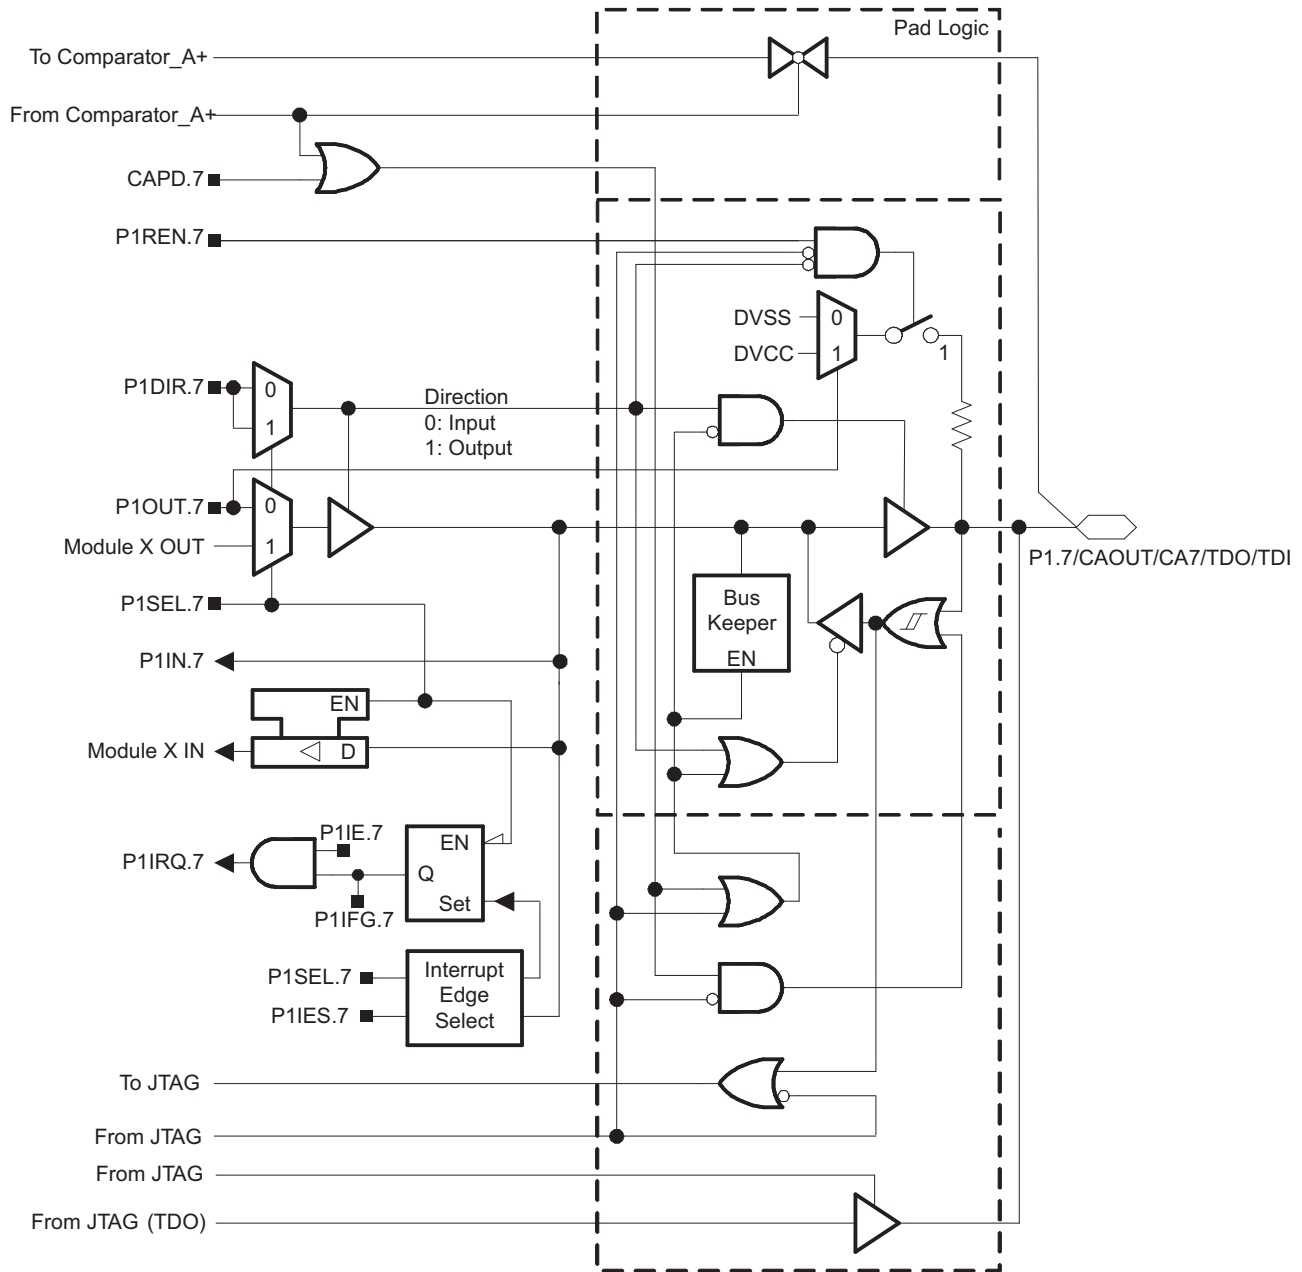 Pad Logic
To Comparator_A+
From Comparator_A+
CAPD.7
P1REN.7
DVSS
0
DVCC
1
1
P1DIR.7
0
1
Direction
0: Input
1: Output
P1OUT.7
0
Module X OUT
1
P1.7/CAOUT/CA7/TDO/TDI
P1SEL.7
Bus
Keeper
EN
P1IN.7
EN
Module X IN
D
P1IE.7
P1IRQ.7
EN
Q
Set
P1IFG.7
P1SEL.7
P1IES.7
Interrupt
Edge
Select
To JTAG
From JTAG
From JTAG
From JTAG (TDO)